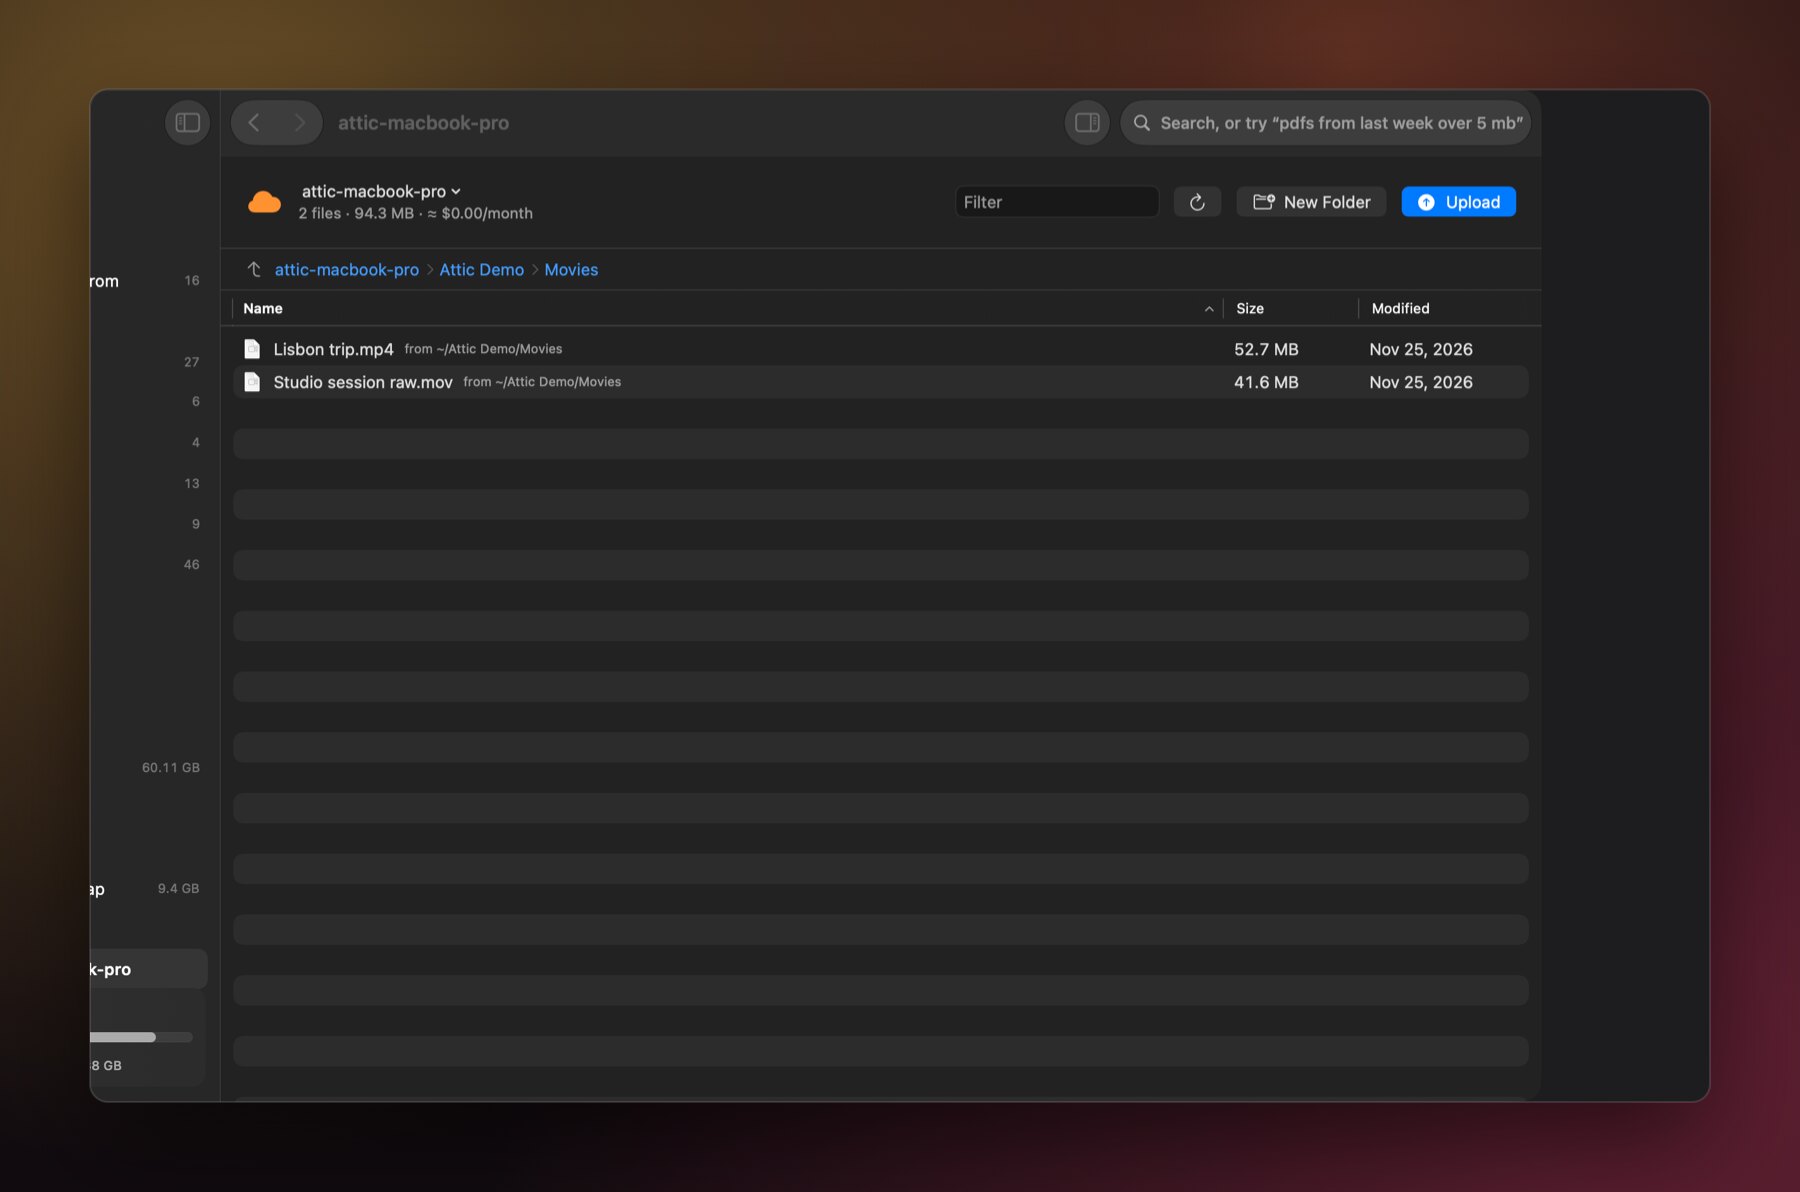 attic-macbook-pro
Search, or try “pdfs from last week over 5 mb”
attic-macbook-pro
2 files · 94.3 MB · ≈ $0.00/month
Filter
New Folder
Upload
attic-macbook-pro > Attic Demo > Movies
Name
Size
Modified
Lisbon trip.mp4 from ~/Attic Demo/Movies 52.7 MB Nov 25, 2026
Studio session raw.mov from ~/Attic Demo/Movies 41.6 MB Nov 25, 2026
rom 16
27
6
4
13
9
46
60.11 GB
ap 9.4 GB
k-pro
8 GB